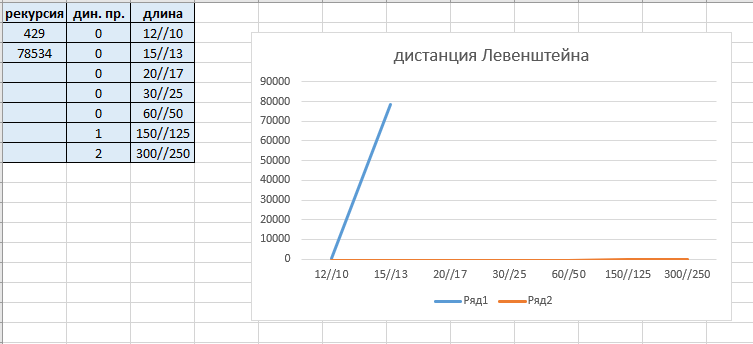 рекурсия дин. пр. длина
429 0 12//10
78534 0 15//13
0 20//17
0 30//25
0 60//50
1 150//125
2 300//250
дистанция Левенштейна
90000
80000
70000
60000
50000
40000
30000
20000
10000
0
12//10 15//13 20//17 30//25 60//50 150//125 300//250
Ряд1 Ряд2